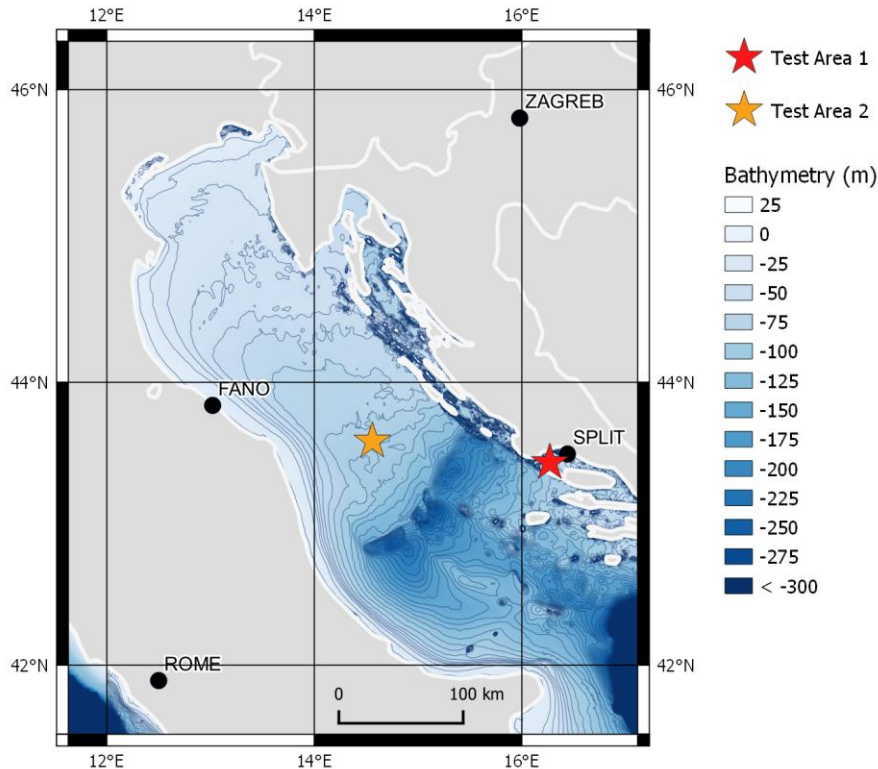 12°E 14°E 16°E
46°N 46°N
ZAGREB
44°N 44°N
FANO
SPLIT
42°N 42°N
ROME
0 100 km
12°E 14°E 16°E
Test Area 1
Test Area 2
Bathymetry (m)
25
0
-25
-50
-75
-100
-125
-150
-175
-200
-225
-250
-275
< -300